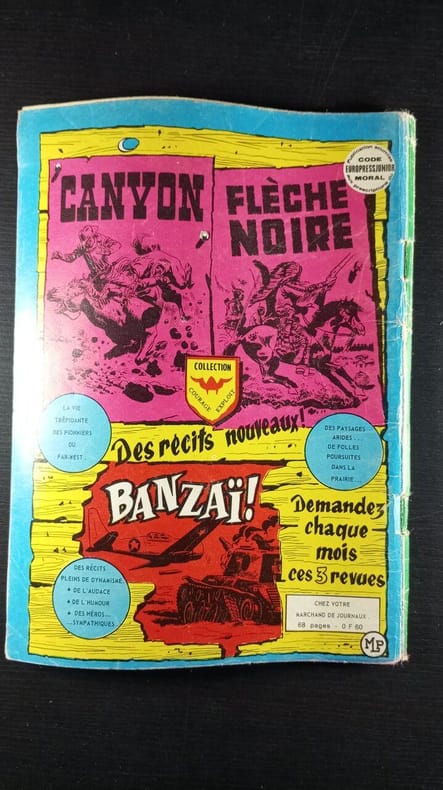 Publication aux
CODE
EUROPRESSJUNIOR
MORAL
prescriptions
CANYON
FLÈCHE
NOIRE
COLLECTION
COURAGE EXPLOIT
LA VIE
TRÉPIDANTE
DES PIONNIERS
DU
FAR-WEST.
Des récits nouveaux!
DES PAYSAGES
ARIDES...
DE FOLLES
POURSUITES
DANS LA
PRAIRIE...
BANZAÏ!
Demandez
chaque
mois
ces 3 revues
DES RÉCITS
PLEINS DE DYNAMISME,
+ DE L'AUDACE
+ DE L'HUMOUR
+ DES HÉROS...
...SYMPATHIQUES
CHEZ VOTRE
MARCHAND DE JOURNAUX
68 pages - 0 F 60
MP